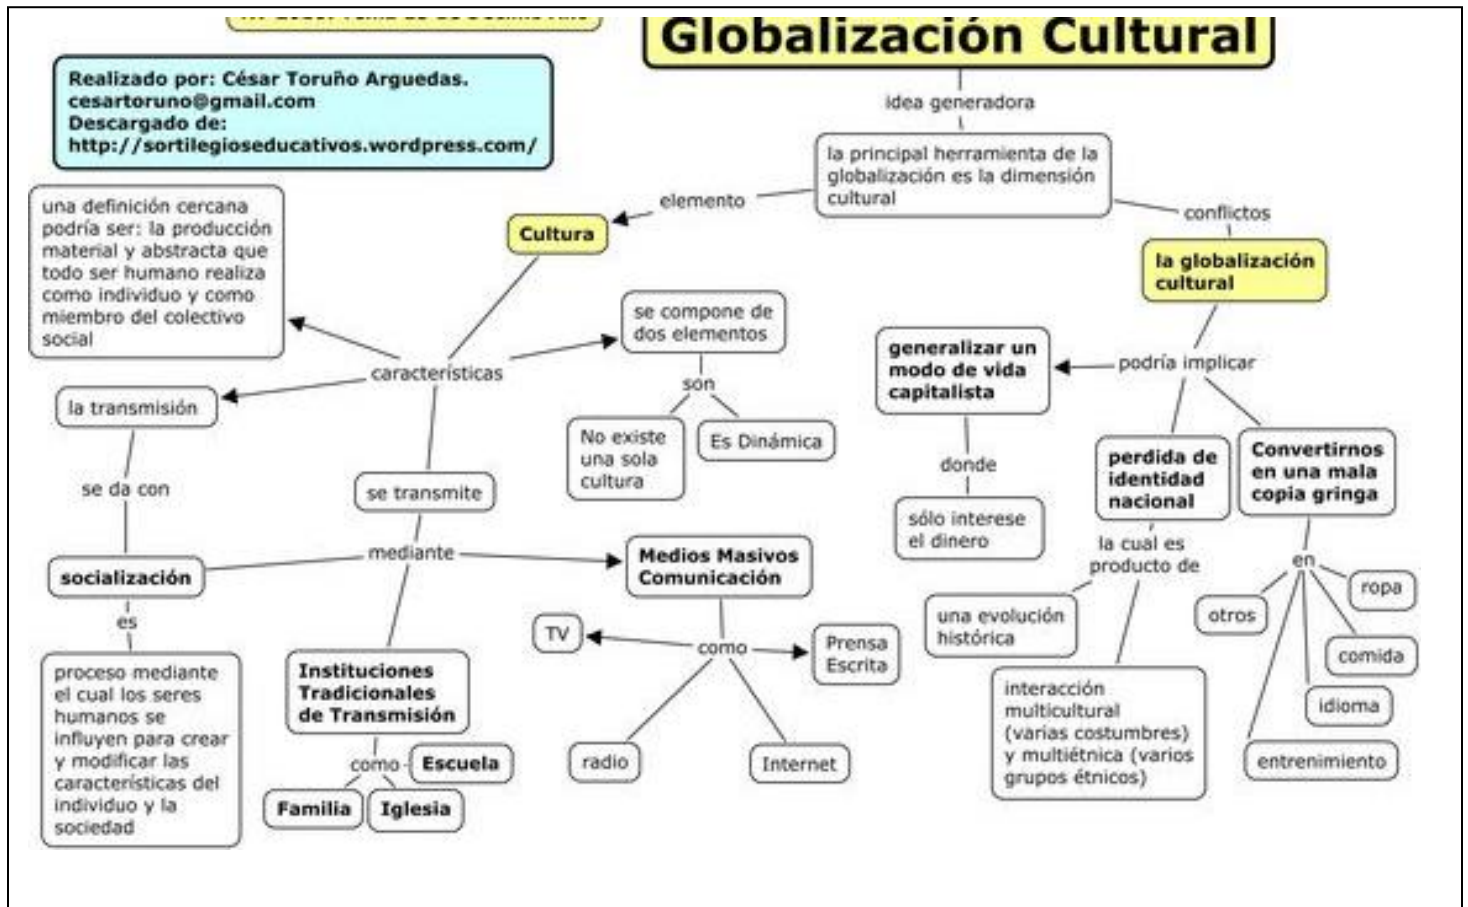 Globalización Cultural
Realizado por: César Toruño Arguedas.
cesartoruno@gmail.com
Descargado de:
http://sortilegioseducativos.wordpress.com/
idea generadora
la principal herramienta de la
globalización es la dimensión
cultural
elemento
conflictos
Cultura
la globalización
cultural
una definición cercana
podría ser: la producción
material y abstracta que
todo ser humano realiza
como individuo y como
miembro del colectivo
social
características
se compone de
dos elementos
son
No existe
una sola
cultura
Es Dinámica
la transmisión
se da con
socialización
es
proceso mediante
el cual los seres
humanos se
influyen para crear
y modificar las
características del
individuo y la
sociedad
se transmite
mediante
Instituciones
Tradicionales
de Transmisión
como
Escuela
Familia
Iglesia
Medios Masivos
Comunicación
como
TV
Prensa
Escrita
radio
Internet
podría implicar
generalizar un
modo de vida
capitalista
donde
sólo interese
el dinero
perdida de
identidad
nacional
la cual es
producto de
una evolución
histórica
interacción
multicultural
(varias costumbres)
y multiétnica (varios
grupos étnicos)
Convertirnos
en una mala
copia gringa
en
ropa
otros
comida
idioma
entrenimiento